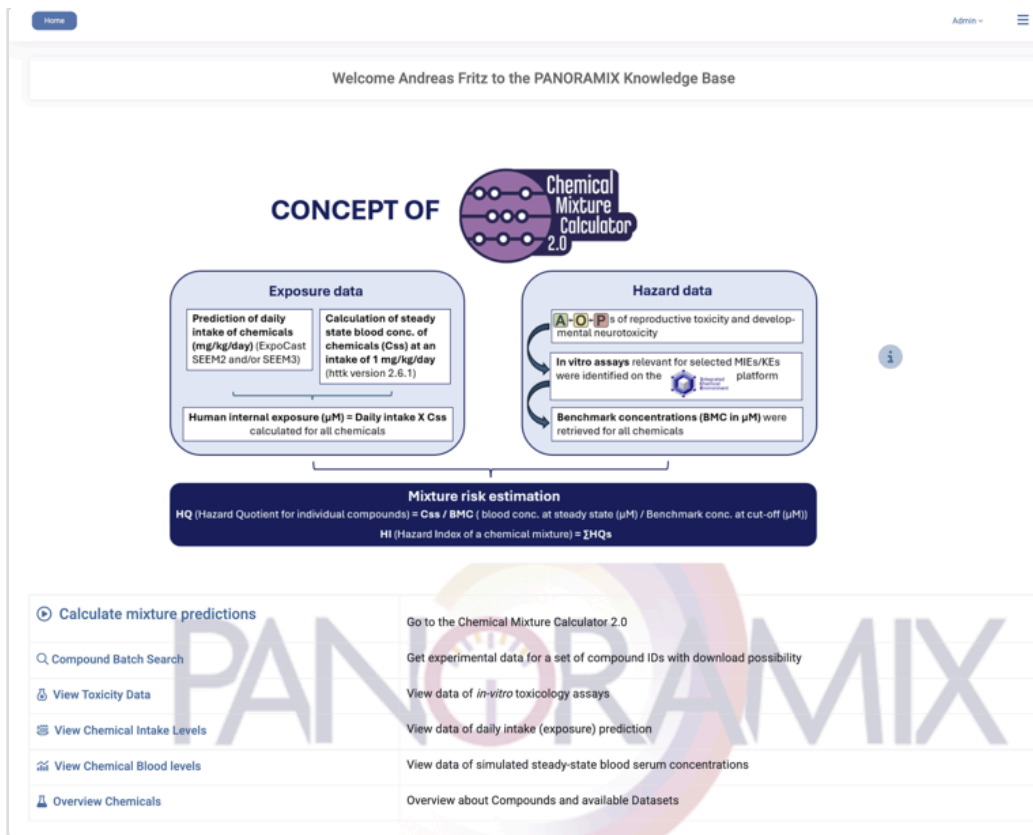 Home
Admin
Welcome Andreas Fritz to the PANORAMIX Knowledge Base
CONCEPT OF
Chemical
Mixture
Calculator
2.0
Exposure data
Prediction of daily
intake of chemicals
(mg/kg/day) (ExpoCast
SEEM2 and/or SEEM3)
Calculation of steady
state blood conc. of
chemicals (Css) at an
intake of 1 mg/kg/day
(httk version 2.6.1)
Human internal exposure (µM) = Daily intake X Css
calculated for all chemicals
Hazard data
A-O-P s of reproductive toxicity and develop-
mental neurotoxicity
In vitro assays relevant for selected MIEs/KEs
were identified on the Integrated Chemical Environment platform
Benchmark concentrations (BMC in µM) were
retrieved for all chemicals
i
Mixture risk estimation
HQ (Hazard Quotient for individual compounds) = Css / BMC ( blood conc. at steady state (µM) / Benchmark conc. at cut-off (µM))
HI (Hazard Index of a chemical mixture) = ∑HQs
PANORAMIX
Calculate mixture predictions
Go to the Chemical Mixture Calculator 2.0
Compound Batch Search
Get experimental data for a set of compound IDs with download possibility
View Toxicity Data
View data of in-vitro toxicology assays
View Chemical Intake Levels
View data of daily intake (exposure) prediction
View Chemical Blood levels
View data of simulated steady-state blood serum concentrations
Overview Chemicals
Overview about Compounds and available Datasets